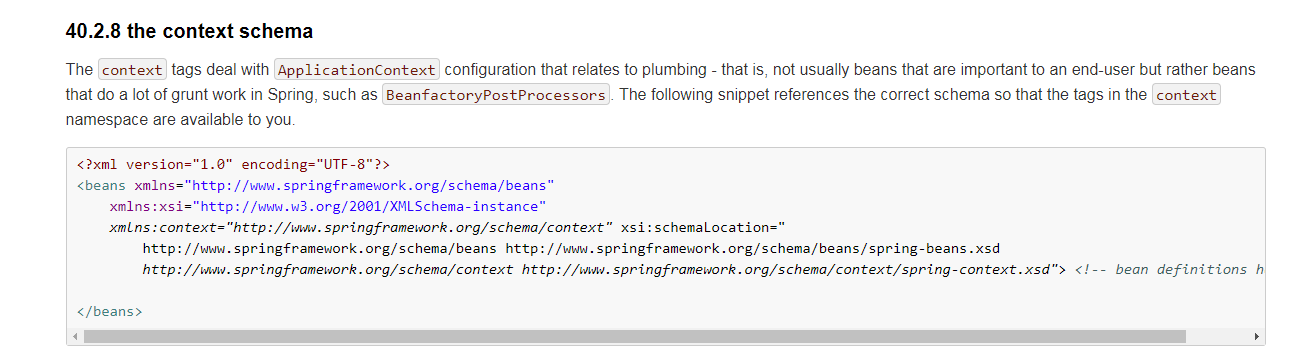 40.2.8 the context schema
The context tags deal with ApplicationContext configuration that relates to plumbing - that is, not usually beans that are important to an end-user but rather beans
that do a lot of grunt work in Spring, such as BeanfactoryPostProcessors. The following snippet references the correct schema so that the tags in the context
namespace are available to you.
<?xml version="1.0" encoding="UTF-8"?>
<beans xmlns="http://www.springframework.org/schema/beans"
    xmlns:xsi="http://www.w3.org/2001/XMLSchema-instance"
    xmlns:context="http://www.springframework.org/schema/context" xsi:schemaLocation="
        http://www.springframework.org/schema/beans http://www.springframework.org/schema/beans/spring-beans.xsd
        http://www.springframework.org/schema/context http://www.springframework.org/schema/context/spring-context.xsd"> <!-- bean definitions h
</beans>